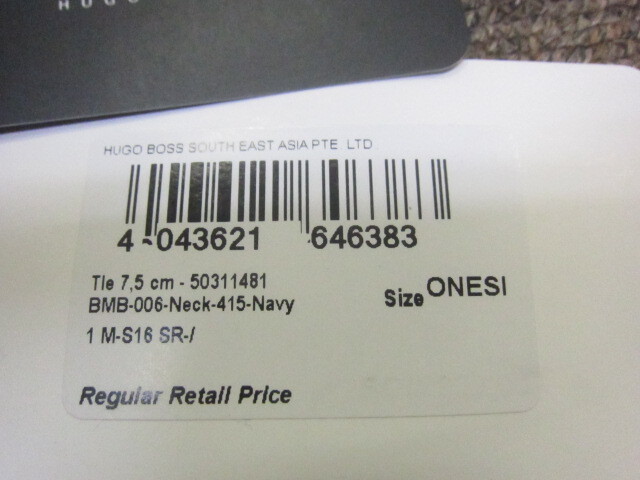 HUGO
HUGO BOSS SOUTH EAST ASIA PTE. LTD
4 043621 646383
Tie 7,5 cm - 50311481
BMB-006-Neck-415-Navy
Size ONESI
1 M-S16 SR-/
Regular Retail Price